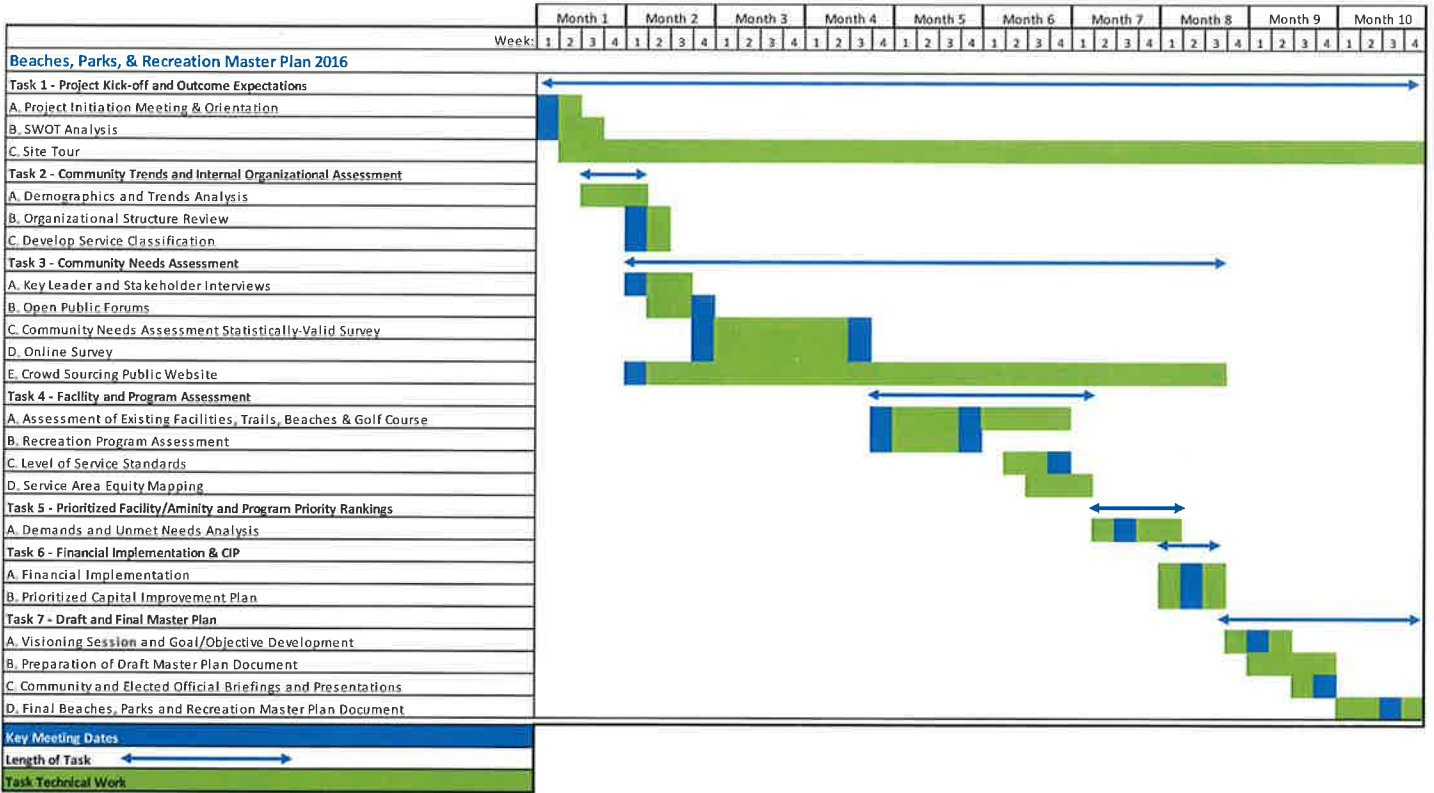 Month 1 Month 2 Month 3 Month 4 Month 5 Month 6 Month 7 Month 8 Month 9 Month 10
Week: 1 2 3 4 1 2 3 4 1 2 3 4 1 2 3 4 1 2 3 4 1 2 3 4 1 2 3 4 1 2 3 4 1 2 3 4 1 2 3 4
Beaches, Parks, & Recreation Master Plan 2016
Task 1 - Project Kick-off and Outcome Expectations
A. Project Initiation Meeting & Orientation
B. SWOT Analysis
C. Site Tour
Task 2 - Community Trends and Internal Organizational Assessment
A. Demographics and Trends Analysis
B. Organizational Structure Review
C. Develop Service Classification
Task 3 - Community Needs Assessment
A. Key Leader and Stakeholder Interviews
B. Open Public Forums
C. Community Needs Assessment Statistically-Valid Survey
D. Online Survey
E. Crowd Sourcing Public Website
Task 4 - Facility and Program Assessment
A. Assessment of Existing Facilities, Trails, Beaches & Golf Course
B. Recreation Program Assessment
C. Level of Service Standards
D. Service Area Equity Mapping
Task 5 - Prioritized Facility/Aminity and Program Priority Rankings
A. Demands and Unmet Needs Analysis
Task 6 - Financial Implementation & CIP
A. Financial Implementation
B. Prioritized Capital Improvement Plan
Task 7 - Draft and Final Master Plan
A. Visioning Session and Goal/Objective Development
B. Preparation of Draft Master Plan Document
C. Community and Elected Official Briefings and Presentations
D. Final Beaches, Parks and Recreation Master Plan Document
Key Meeting Dates
Length of Task
Task Technical Work